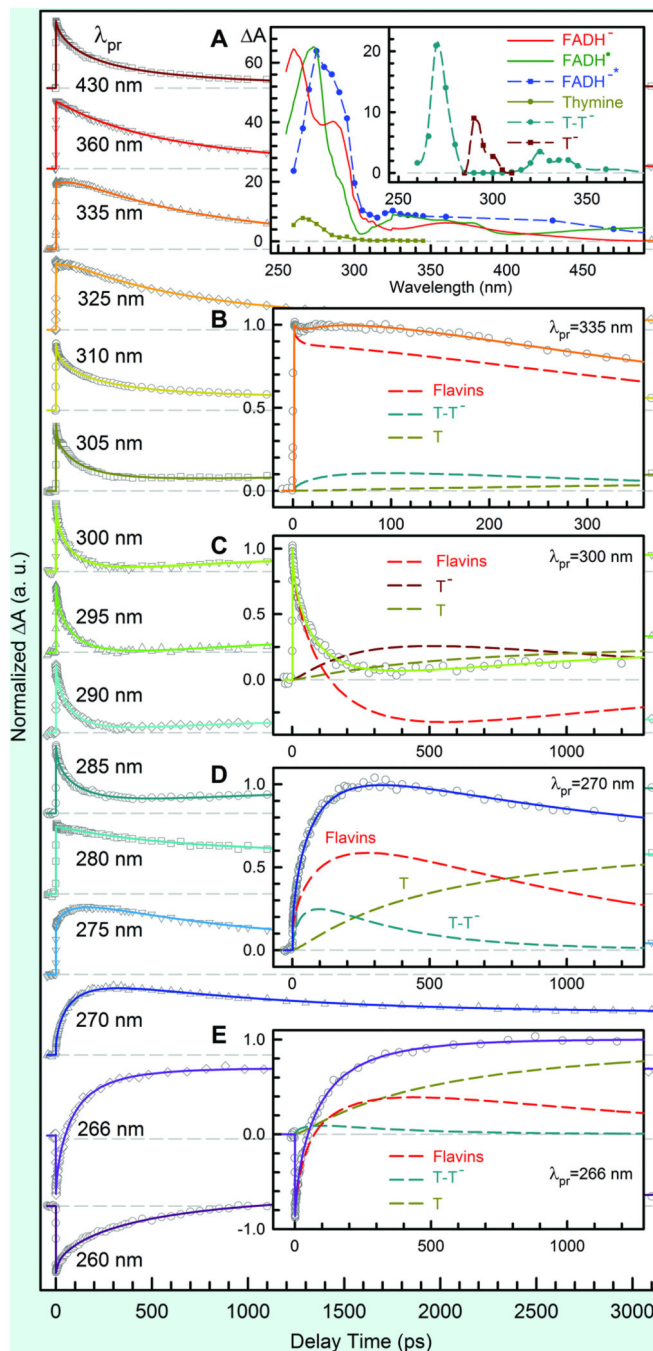 λpr
430 nm
360 nm
335 nm
325 nm
310 nm
305 nm
300 nm
295 nm
290 nm
285 nm
280 nm
275 nm
270 nm
266 nm
260 nm
Normalized ΔA (a. u.)
0 500 1000 1500 2000 2500 3000
Delay Time (ps)
A
ΔA
60
40
20
0
250 300 350 400 450
Wavelength (nm)
20
10
0
250 300 350
FADH⁻
FADH•
FADH⁻*
Thymine
T-T⁻
T⁻
B
λpr=335 nm
1.0
0.5
0.0
Flavins
T-T⁻
T
0 100 200 300
C
λpr=300 nm
1.0
0.5
0.0
Flavins
T⁻
T
0 500 1000
D
λpr=270 nm
1.0
0.5
0.0
Flavins
T
T-T⁻
0 500 1000
E
1.0
0.0
-1.0
Flavins
T-T⁻
T
λpr=266 nm
0 500 1000